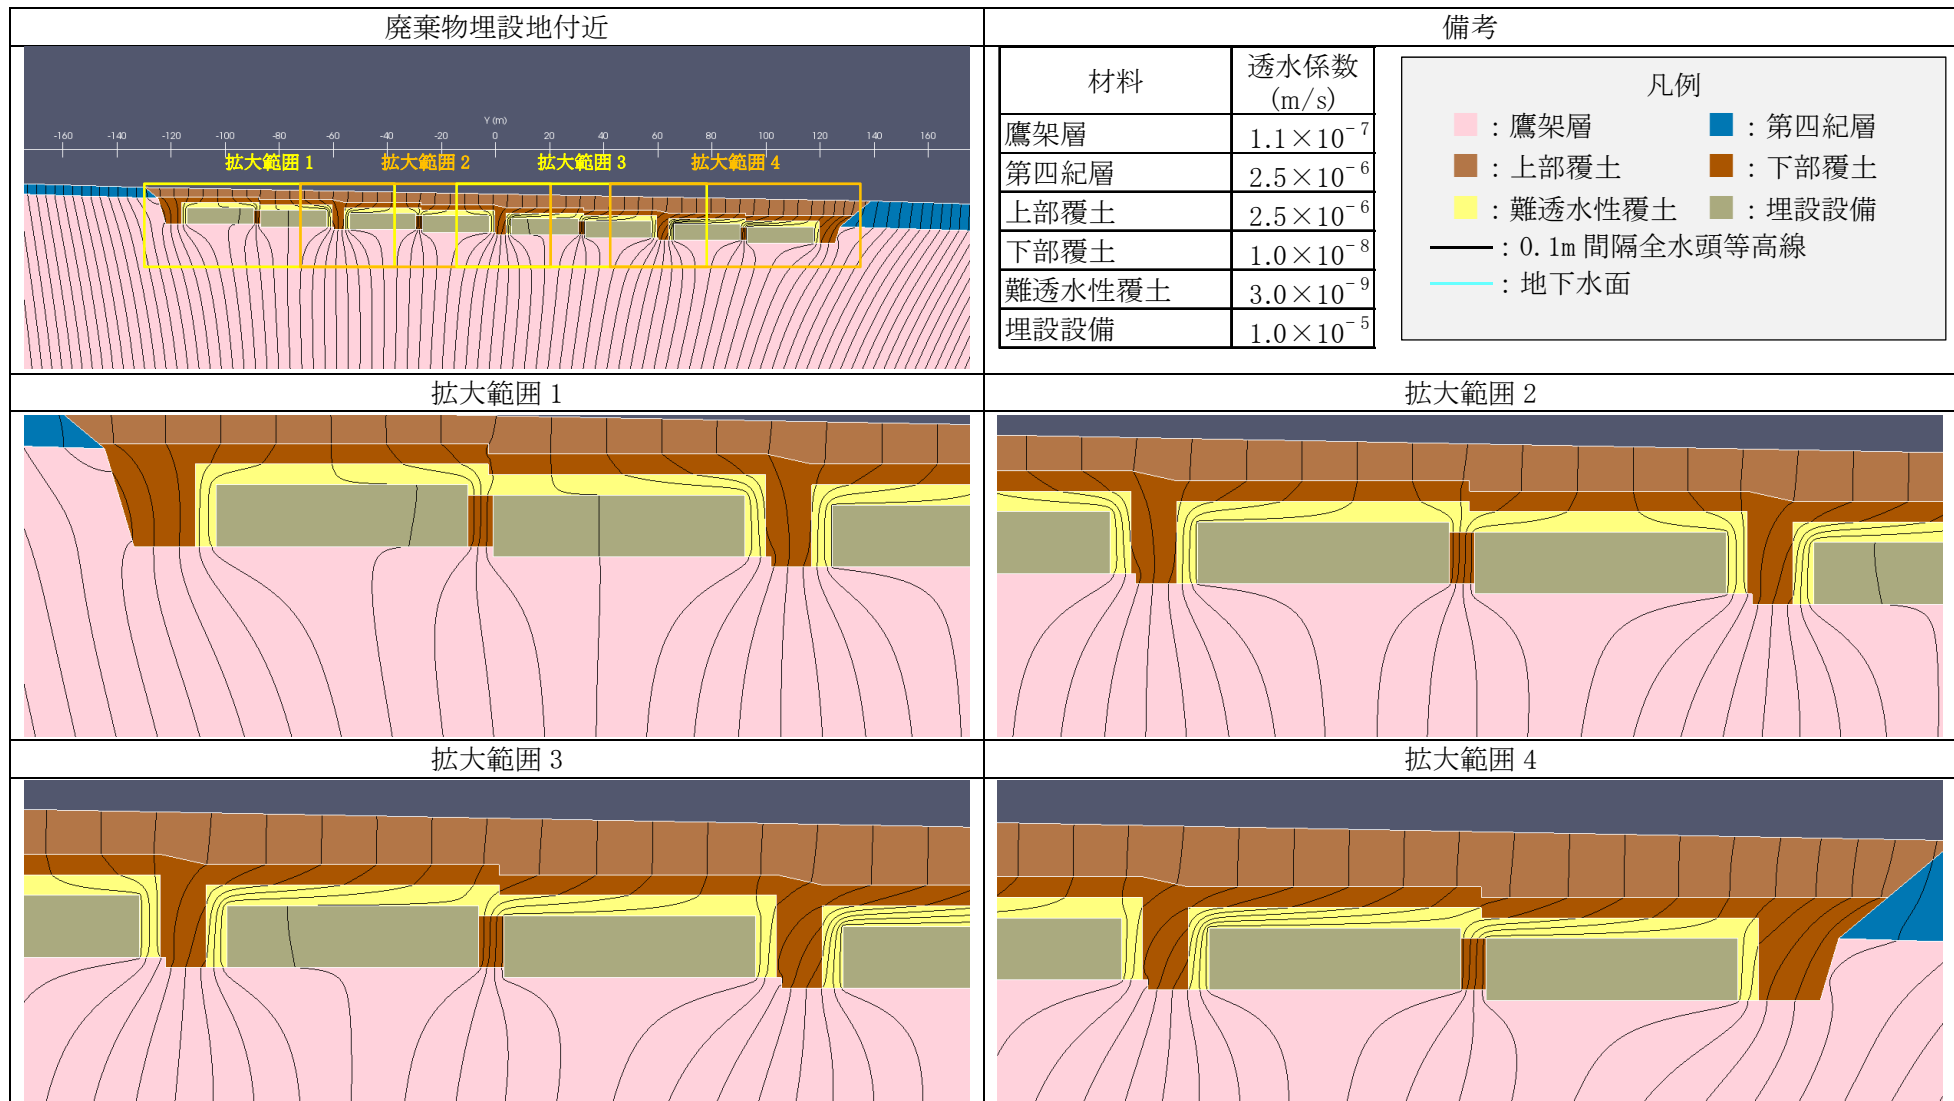 廃棄物埋設地付近
備考
Y (m)
-160 -140 -120 -100 -80 -60 -40 -20 0 20 40 60 80 100 120 140 160
拡大範囲 1 拡大範囲 2 拡大範囲 3 拡大範囲 4
材料 透水係数
(m/s)
鷹架層 1.1×10⁻⁷
第四紀層 2.5×10⁻⁶
上部覆土 2.5×10⁻⁶
下部覆土 1.0×10⁻⁸
難透水性覆土 3.0×10⁻⁹
埋設設備 1.0×10⁻⁵
凡例
：鷹架層 ：第四紀層
：上部覆土 ：下部覆土
：難透水性覆土 ：埋設設備
：0.1m 間隔全水頭等高線
：地下水面
拡大範囲 1
拡大範囲 2
拡大範囲 3
拡大範囲 4